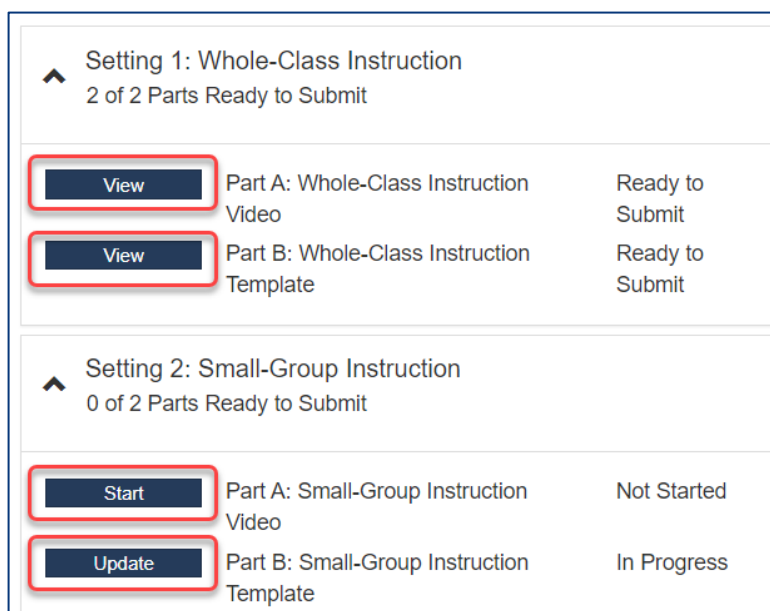 Setting 1: Whole-Class Instruction
2 of 2 Parts Ready to Submit
View
Part A: Whole-Class Instruction
Video
Ready to
Submit
View
Part B: Whole-Class Instruction
Template
Ready to
Submit
Setting 2: Small-Group Instruction
0 of 2 Parts Ready to Submit
Start
Part A: Small-Group Instruction
Video
Not Started
Update
Part B: Small-Group Instruction
Template
In Progress